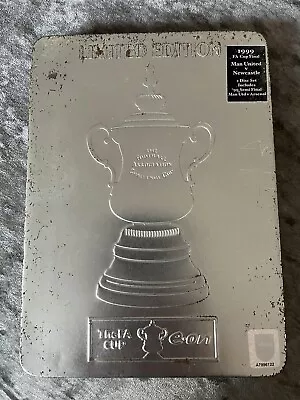 LIMITED EDITION
1999
FA Cup Final
Man United
v
Newcastle
2 Disc Set
Includes
'99 Semi Final
Man Utd v Arsenal
THE
FOOTBALL
ASSOCIATION
CHALLENGE CUP
The FA
CUP
e·on
A7996122